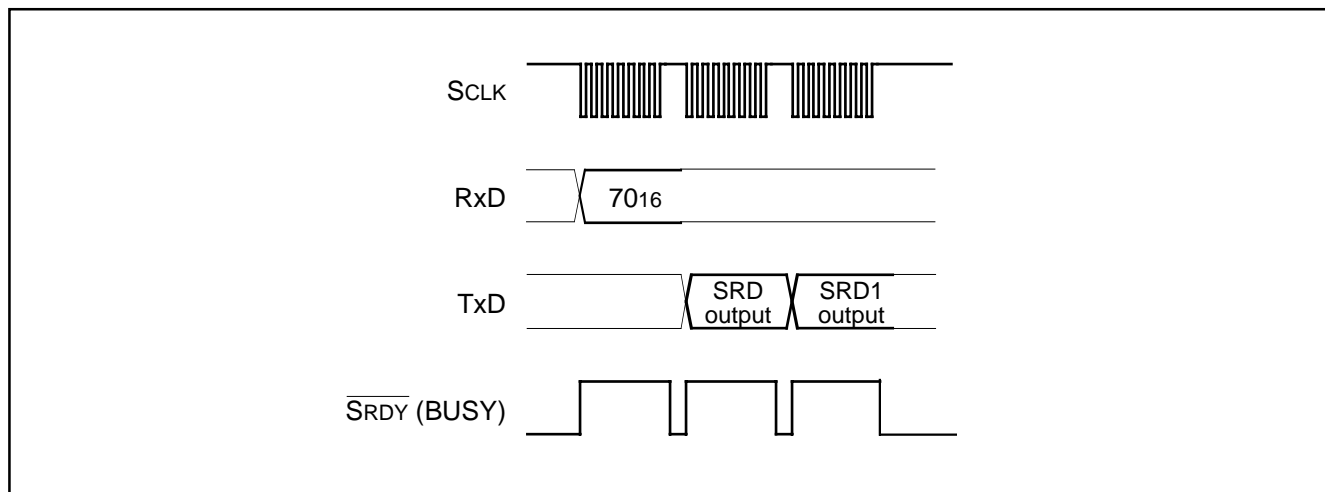 SCLK
RxD
7016
TxD
SRD
output
SRD1
output
SRDY (BUSY)